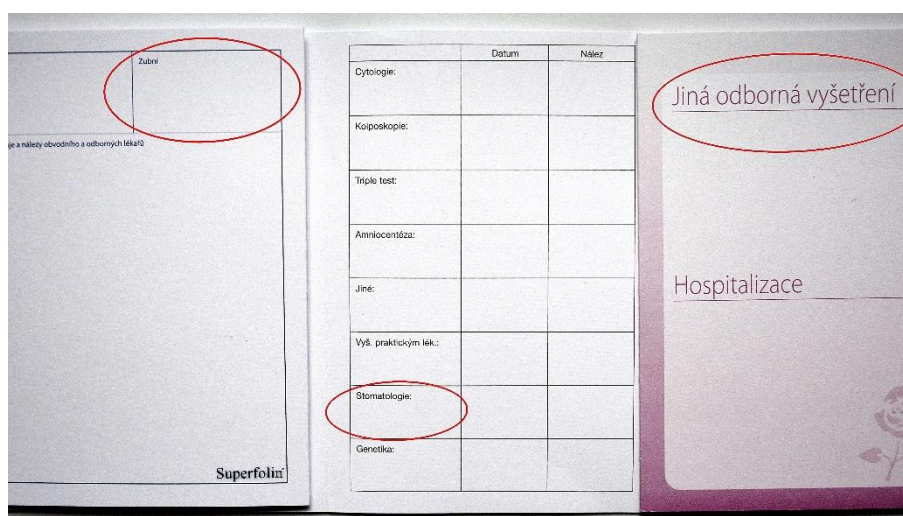 Zubní
je a nálezy obvodního a odborných lékařů
Superfolin
Datum Nález
Cytologie:
Kolposkopie:
Triple test:
Amniocentéza:
Jiné:
Vyš. praktickým lék.:
Stomatologie:
Genetika:
Jiná odborná vyšetření
Hospitalizace